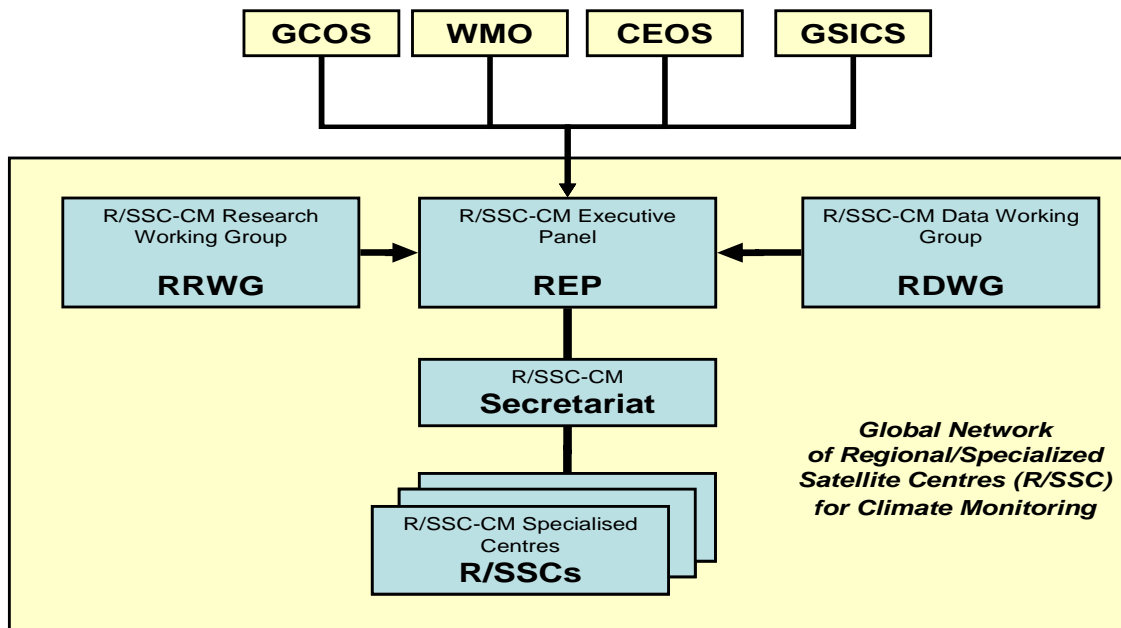 GCOS
WMO
CEOS
GSICS
R/SSC-CM Research
Working Group
RRWG
R/SSC-CM Executive
Panel
REP
R/SSC-CM Data Working
Group
RDWG
R/SSC-CM
Secretariat
Global Network
of Regional/Specialized
Satellite Centres (R/SSC)
for Climate Monitoring
R/SSC-CM Specialised
Centres
R/SSCs